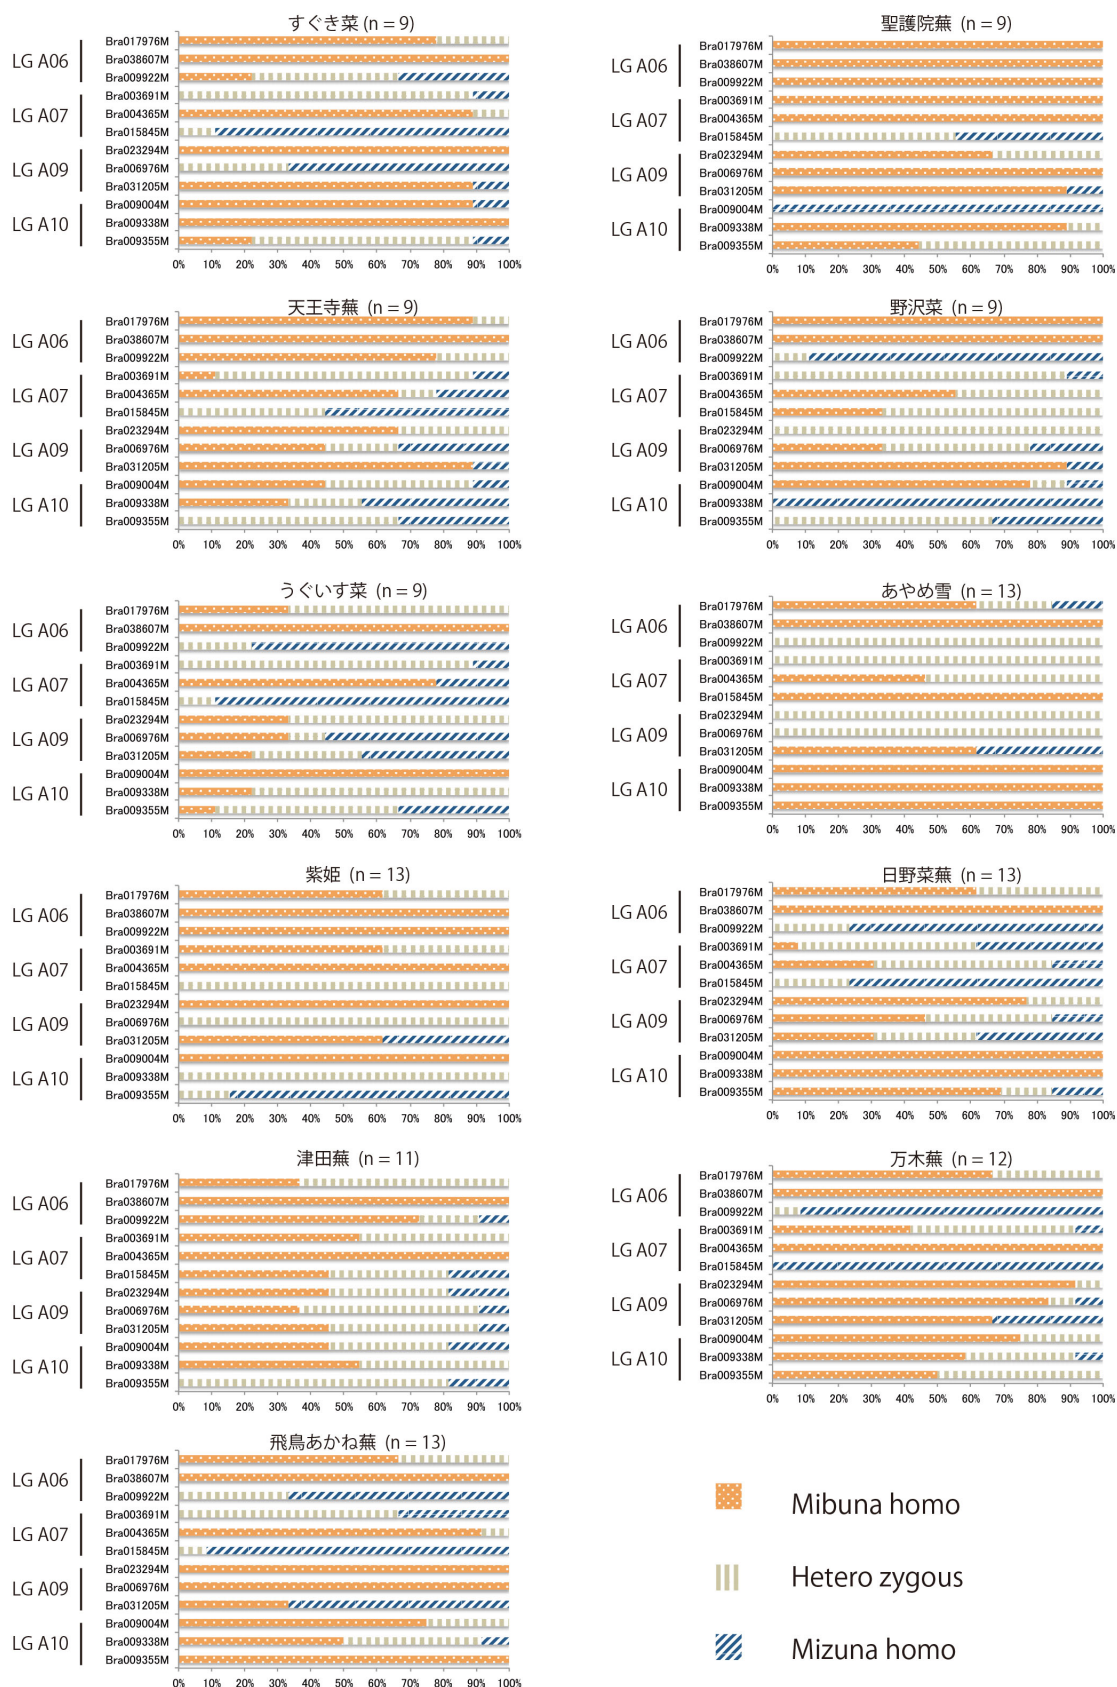 すぐき菜 (n = 9)
LG A06
Bra017976M
Bra038607M
Bra009922M
LG A07
Bra003691M
Bra004365M
Bra015845M
LG A09
Bra023294M
Bra006976M
Bra031205M
LG A10
Bra009004M
Bra009338M
Bra009355M
0% 10% 20% 30% 40% 50% 60% 70% 80% 90% 100%
聖護院蕪 (n = 9)
LG A06
Bra017976M
Bra038607M
Bra009922M
LG A07
Bra003691M
Bra004365M
Bra015845M
LG A09
Bra023294M
Bra006976M
Bra031205M
LG A10
Bra009004M
Bra009338M
Bra009355M
0% 10% 20% 30% 40% 50% 60% 70% 80% 90% 100%
天王寺蕪 (n = 9)
LG A06
Bra017976M
Bra038607M
Bra009922M
LG A07
Bra003691M
Bra004365M
Bra015845M
LG A09
Bra023294M
Bra006976M
Bra031205M
LG A10
Bra009004M
Bra009338M
Bra009355M
0% 10% 20% 30% 40% 50% 60% 70% 80% 90% 100%
野沢菜 (n = 9)
LG A06
Bra017976M
Bra038607M
Bra009922M
LG A07
Bra003691M
Bra004365M
Bra015845M
LG A09
Bra023294M
Bra006976M
Bra031205M
LG A10
Bra009004M
Bra009338M
Bra009355M
0% 10% 20% 30% 40% 50% 60% 70% 80% 90% 100%
うぐいす菜 (n = 9)
LG A06
Bra017976M
Bra038607M
Bra009922M
LG A07
Bra003691M
Bra004365M
Bra015845M
LG A09
Bra023294M
Bra006976M
Bra031205M
LG A10
Bra009004M
Bra009338M
Bra009355M
0% 10% 20% 30% 40% 50% 60% 70% 80% 90% 100%
あやめ雪 (n = 13)
LG A06
Bra017976M
Bra038607M
Bra009922M
LG A07
Bra003691M
Bra004365M
Bra015845M
LG A09
Bra023294M
Bra006976M
Bra031205M
LG A10
Bra009004M
Bra009338M
Bra009355M
0% 10% 20% 30% 40% 50% 60% 70% 80% 90% 100%
紫姫 (n = 13)
LG A06
Bra017976M
Bra038607M
Bra009922M
LG A07
Bra003691M
Bra004365M
Bra015845M
LG A09
Bra023294M
Bra006976M
Bra031205M
LG A10
Bra009004M
Bra009338M
Bra009355M
0% 10% 20% 30% 40% 50% 60% 70% 80% 90% 100%
日野菜蕪 (n = 13)
LG A06
Bra017976M
Bra038607M
Bra009922M
LG A07
Bra003691M
Bra004365M
Bra015845M
LG A09
Bra023294M
Bra006976M
Bra031205M
LG A10
Bra009004M
Bra009338M
Bra009355M
0% 10% 20% 30% 40% 50% 60% 70% 80% 90% 100%
津田蕪 (n = 11)
LG A06
Bra017976M
Bra038607M
Bra009922M
LG A07
Bra003691M
Bra004365M
Bra015845M
LG A09
Bra023294M
Bra006976M
Bra031205M
LG A10
Bra009004M
Bra009338M
Bra009355M
0% 10% 20% 30% 40% 50% 60% 70% 80% 90% 100%
万木蕪 (n = 12)
LG A06
Bra017976M
Bra038607M
Bra009922M
LG A07
Bra003691M
Bra004365M
Bra015845M
LG A09
Bra023294M
Bra006976M
Bra031205M
LG A10
Bra009004M
Bra009338M
Bra009355M
0% 10% 20% 30% 40% 50% 60% 70% 80% 90% 100%
飛鳥あかね蕪 (n = 13)
LG A06
Bra017976M
Bra038607M
Bra009922M
LG A07
Bra003691M
Bra004365M
Bra015845M
LG A09
Bra023294M
Bra006976M
Bra031205M
LG A10
Bra009004M
Bra009338M
Bra009355M
0% 10% 20% 30% 40% 50% 60% 70% 80% 90% 100%
Mibuna homo
Hetero zygous
Mizuna homo